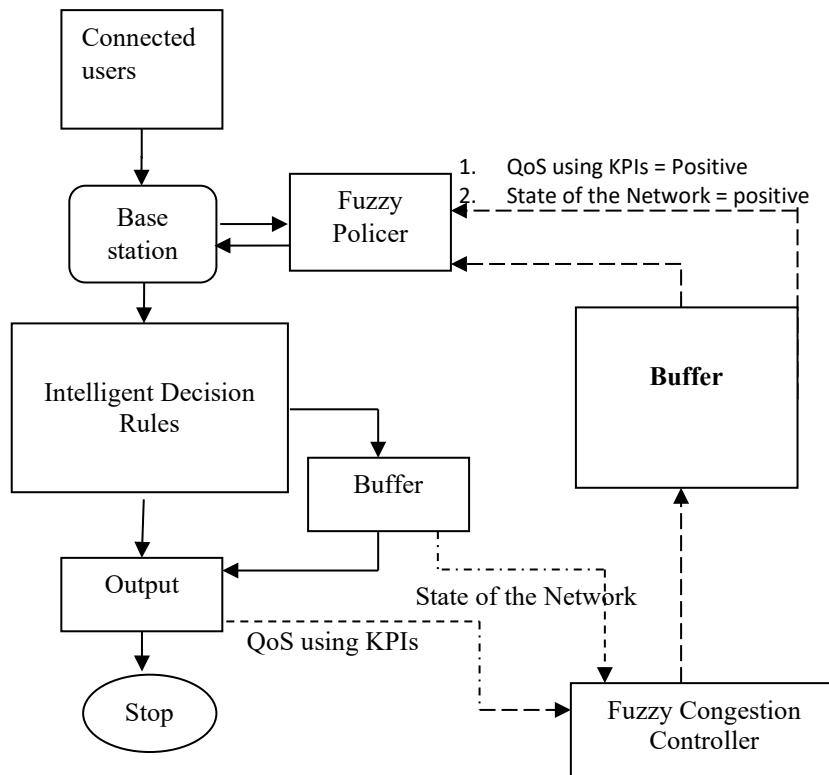 Connected
users
1. QoS using KPIs = Positive
2. State of the Network = positive
Base
station
Fuzzy
Policer
Buffer
Intelligent Decision
Rules
Buffer
Output
State of the Network
QoS using KPIs
Stop
Fuzzy Congestion
Controller